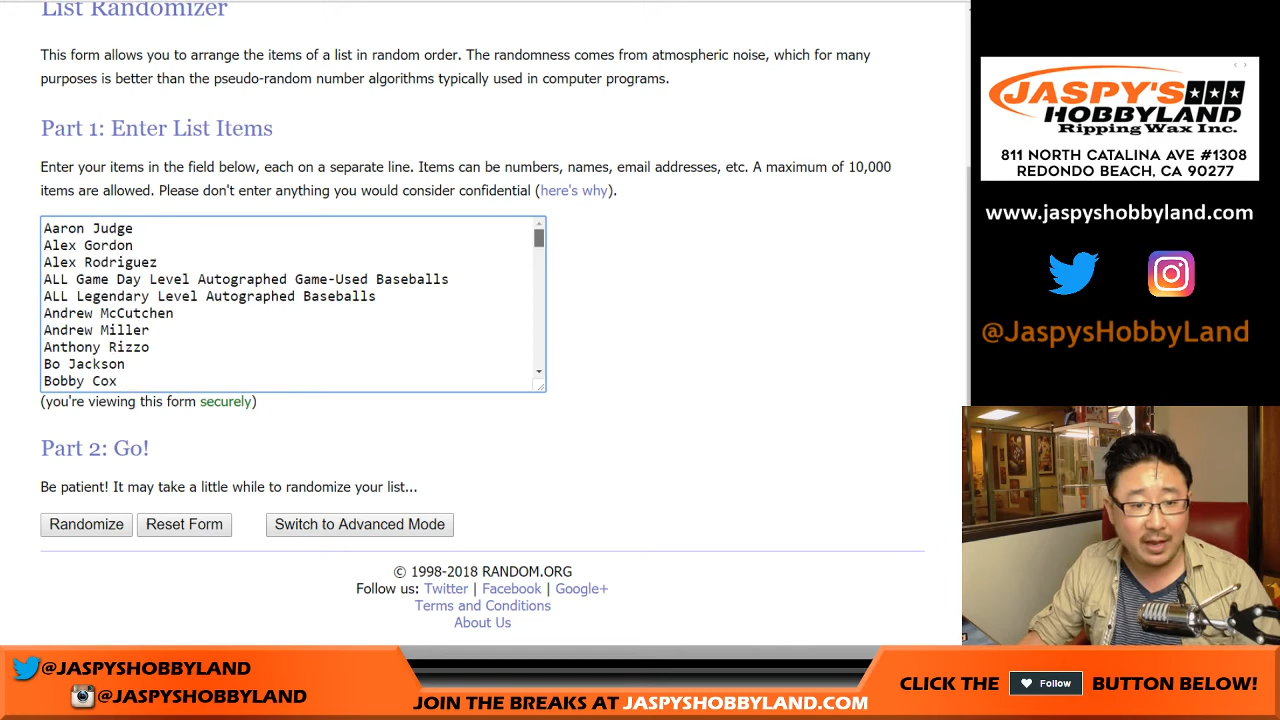 List Randomizer
This form allows you to arrange the items of a list in random order. The randomness comes from atmospheric noise, which for many
purposes is better than the pseudo-random number algorithms typically used in computer programs.
Part 1: Enter List Items
Enter your items in the field below, each on a separate line. Items can be numbers, names, email addresses, etc. A maximum of 10,000
items are allowed. Please don't enter anything you would consider confidential (here's why).
Aaron Judge
Alex Gordon
Alex Rodriguez
ALL Game Day Level Autographed Game-Used Baseballs
ALL Legendary Level Autographed Baseballs
Andrew McCutchen
Andrew Miller
Anthony Rizzo
Bo Jackson
Bobby Cox
(you're viewing this form securely)
Part 2: Go!
Be patient! It may take a little while to randomize your list...
Randomize Reset Form Switch to Advanced Mode
© 1998-2018 RANDOM.ORG
Follow us: Twitter | Facebook | Google+
Terms and Conditions
About Us
JASPY'S
HOBBYLAND
Ripping Wax Inc.
811 NORTH CATALINA AVE #1308
REDONDO BEACH, CA 90277
www.jaspyshobbyland.com
@JaspysHobbyLand
@JASPYSHOBBYLAND
@JASPYSHOBBYLAND
JOIN THE BREAKS AT JASPYSHOBBYLAND.COM
CLICK THE Follow BUTTON BELOW!